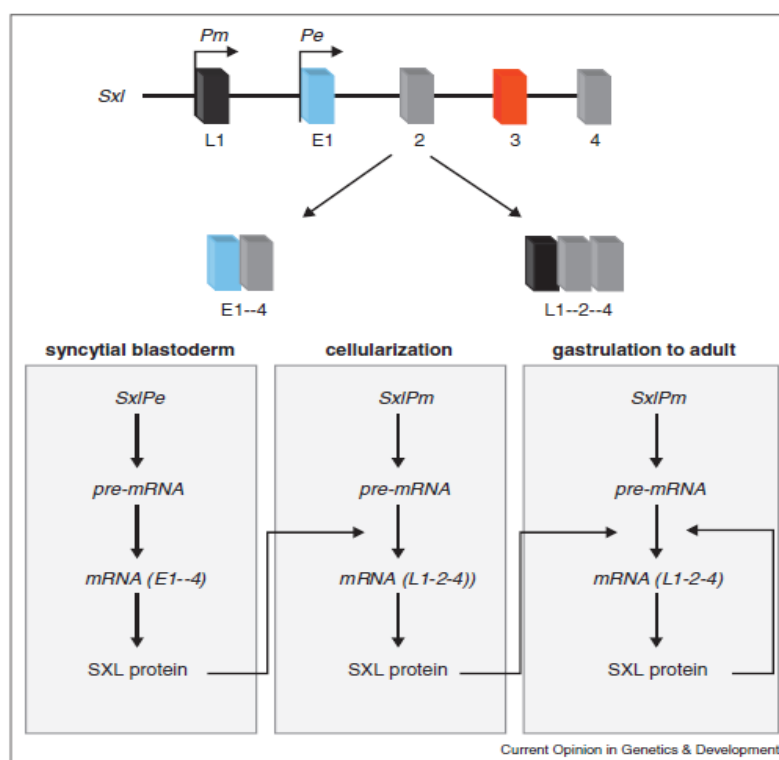 Pm Pe
Sxl
L1 E1 2 3 4
E1--4 L1--2--4
syncytial blastoderm cellularization gastrulation to adult
SxlPe SxlPm SxlPm
pre-mRNA pre-mRNA pre-mRNA
mRNA (E1--4) mRNA (L1-2-4)) mRNA (L1-2-4)
SXL protein SXL protein SXL protein
Current Opinion in Genetics & Development